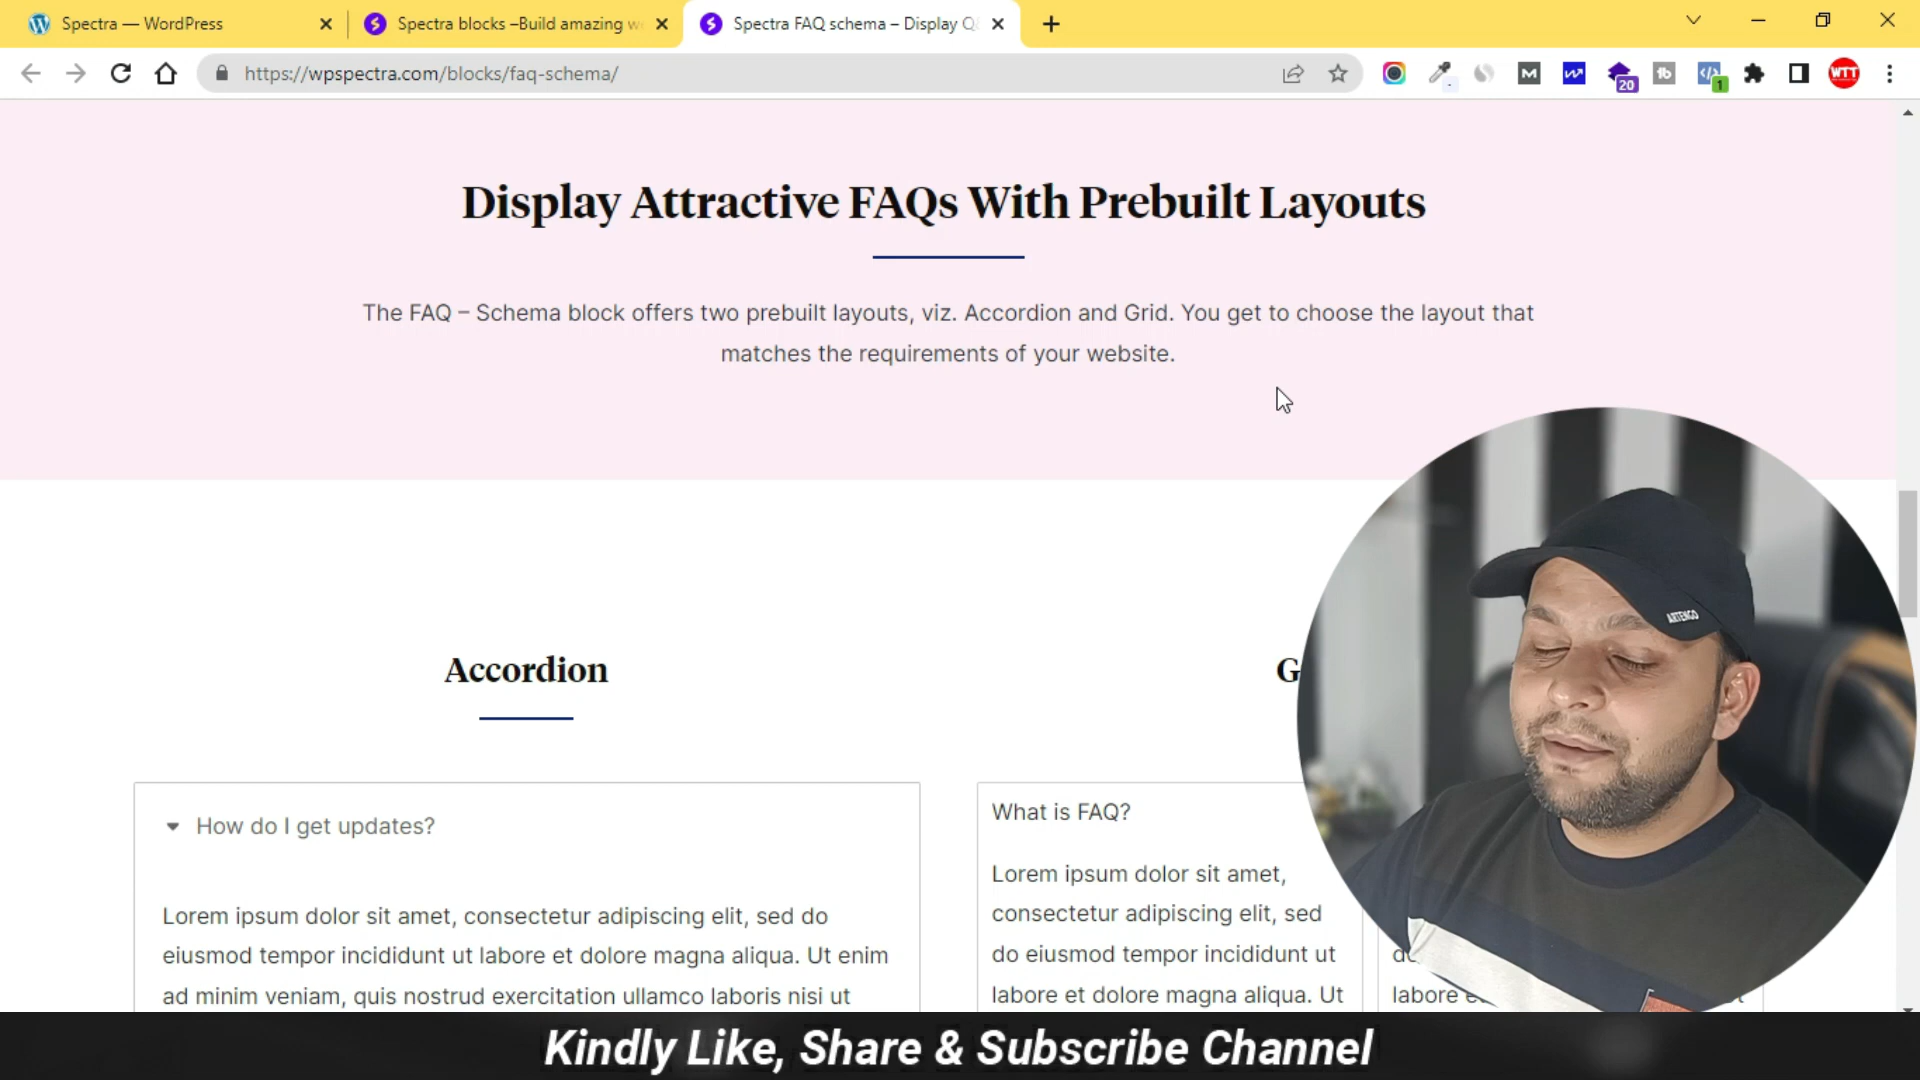 Spectra — WordPress
Spectra blocks –Build amazing w
Spectra FAQ schema – Display Q
https://wpspectra.com/blocks/faq-schema/
20
1
WTT
Display Attractive FAQs With Prebuilt Layouts
The FAQ – Schema block offers two prebuilt layouts, viz. Accordion and Grid. You get to choose the layout that
matches the requirements of your website.
Accordion
G
How do I get updates?
Lorem ipsum dolor sit amet, consectetur adipiscing elit, sed do
eiusmod tempor incididunt ut labore et dolore magna aliqua. Ut enim
ad minim veniam, quis nostrud exercitation ullamco laboris nisi ut
What is FAQ?
Lorem ipsum dolor sit amet,
consectetur adipiscing elit, sed
do eiusmod tempor incididunt ut
labore et dolore magna aliqua. Ut
labore
ARTENGO
Kindly Like, Share & Subscribe Channel